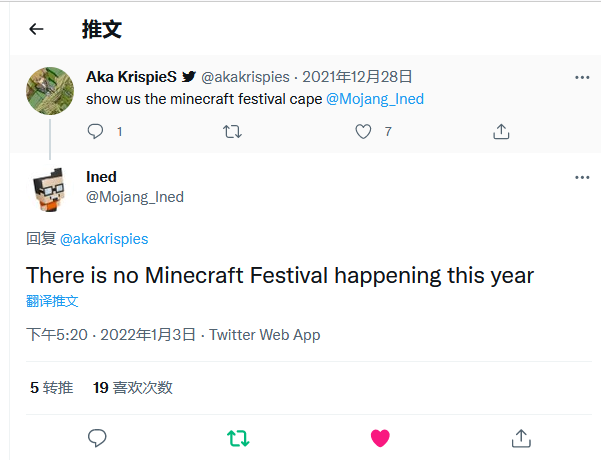 推文
Aka KrispieS @akakrispies · 2021年12月28日
show us the minecraft festival cape @Mojang_Ined
1 7
Ined
@Mojang_Ined
回复 @akakrispies
There is no Minecraft Festival happening this year
翻译推文
下午5:20 · 2022年1月3日 · Twitter Web App
5 转推 19 喜欢次数